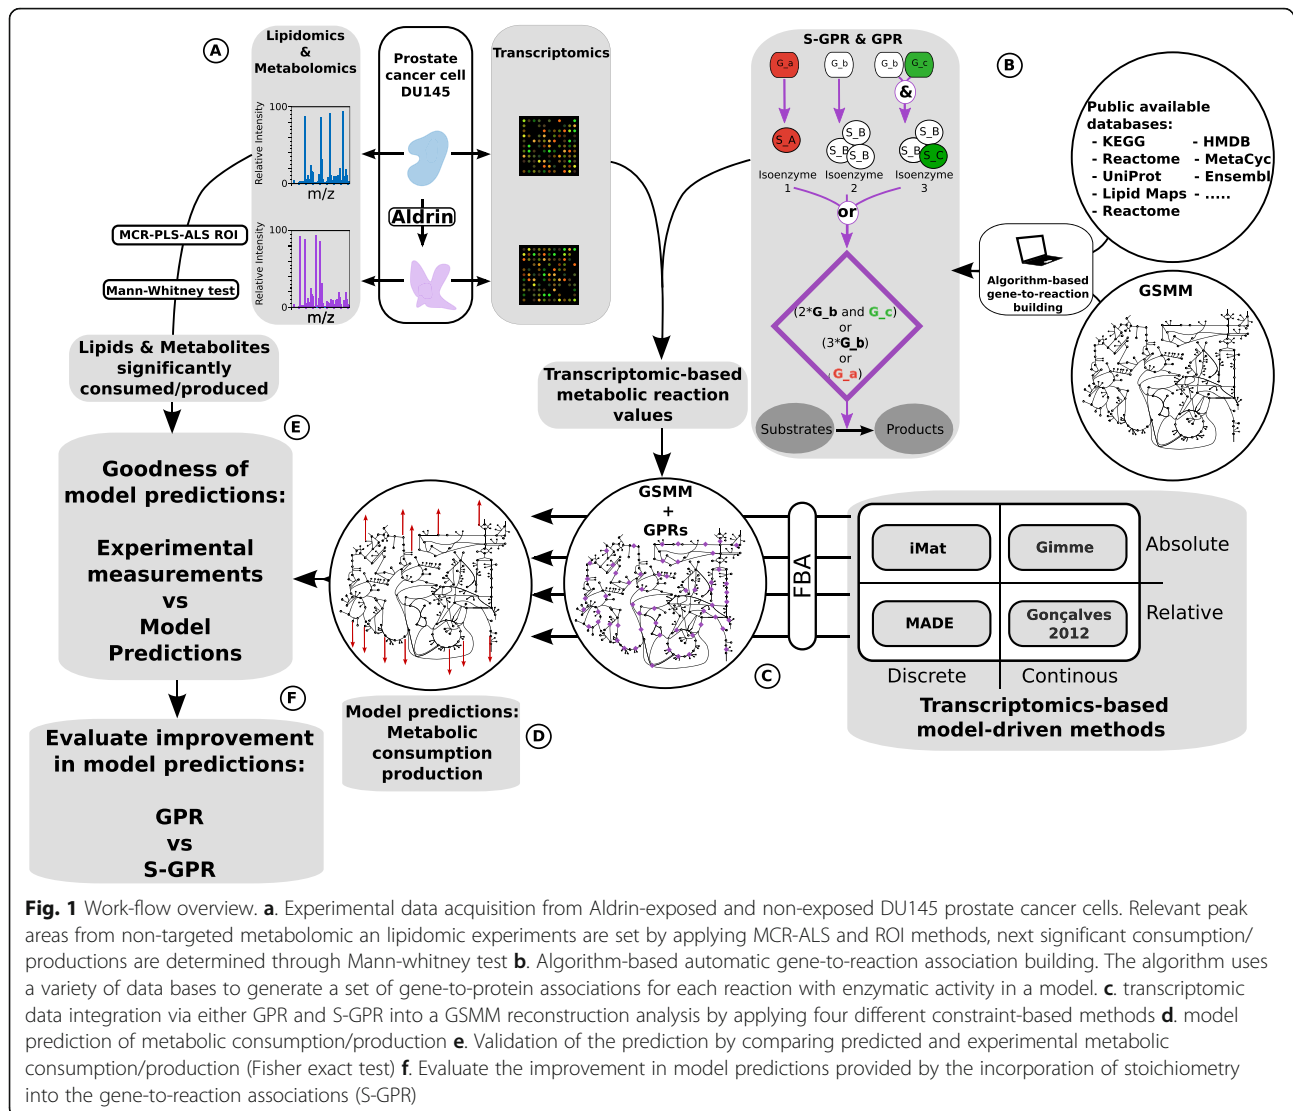 A
Lipidomics
&
Metabolomics
Relative Intensity
100
0
m/z
Relative Intensity
100
0
m/z
Prostate
cancer cell
DU145
Aldrin
Transcriptomics
MCR-PLS-ALS ROI
Mann-Whitney test
Lipids & Metabolites
significantly
consumed/produced
S-GPR & GPR
G_a
G_b
G_b
G_c
&
S_A
S_B
S_B
S_B
S_B
S_B
S_C
Isoenzyme
1
Isoenzyme
2
Isoenzyme
3
or
(2*G_b and G_c)
or
(3*G_b)
or
(G_a)
Substrates
Products
B
Public available
databases:
- KEGG
- Reactome
- UniProt
- Lipid Maps
- Reactome
- HMDB
- MetaCyc
- Ensembl
- .....
Algorithm-based
gene-to-reaction
building
GSMM
Transcriptomic-based
metabolic reaction
values
E
Goodness of
model predictions:
Experimental
measurements
vs
Model
Predictions
GSMM
+
GPRs
FBA
C
iMat
Gimme
Absolute
MADE
Gonçalves
2012
Relative
Discrete
Continous
Transcriptomics-based
model-driven methods
Model predictions:
Metabolic
consumption
production
D
F
Evaluate improvement
in model predictions:
GPR
vs
S-GPR
Fig. 1 Work-flow overview. a. Experimental data acquisition from Aldrin-exposed and non-exposed DU145 prostate cancer cells. Relevant peak
areas from non-targeted metabolomic an lipidomic experiments are set by applying MCR-ALS and ROI methods, next significant consumption/
productions are determined through Mann-whitney test b. Algorithm-based automatic gene-to-reaction association building. The algorithm uses
a variety of data bases to generate a set of gene-to-protein associations for each reaction with enzymatic activity in a model. c. transcriptomic
data integration via either GPR and S-GPR into a GSMM reconstruction analysis by applying four different constraint-based methods d. model
prediction of metabolic consumption/production e. Validation of the prediction by comparing predicted and experimental metabolic
consumption/production (Fisher exact test) f. Evaluate the improvement in model predictions provided by the incorporation of stoichiometry
into the gene-to-reaction associations (S-GPR)